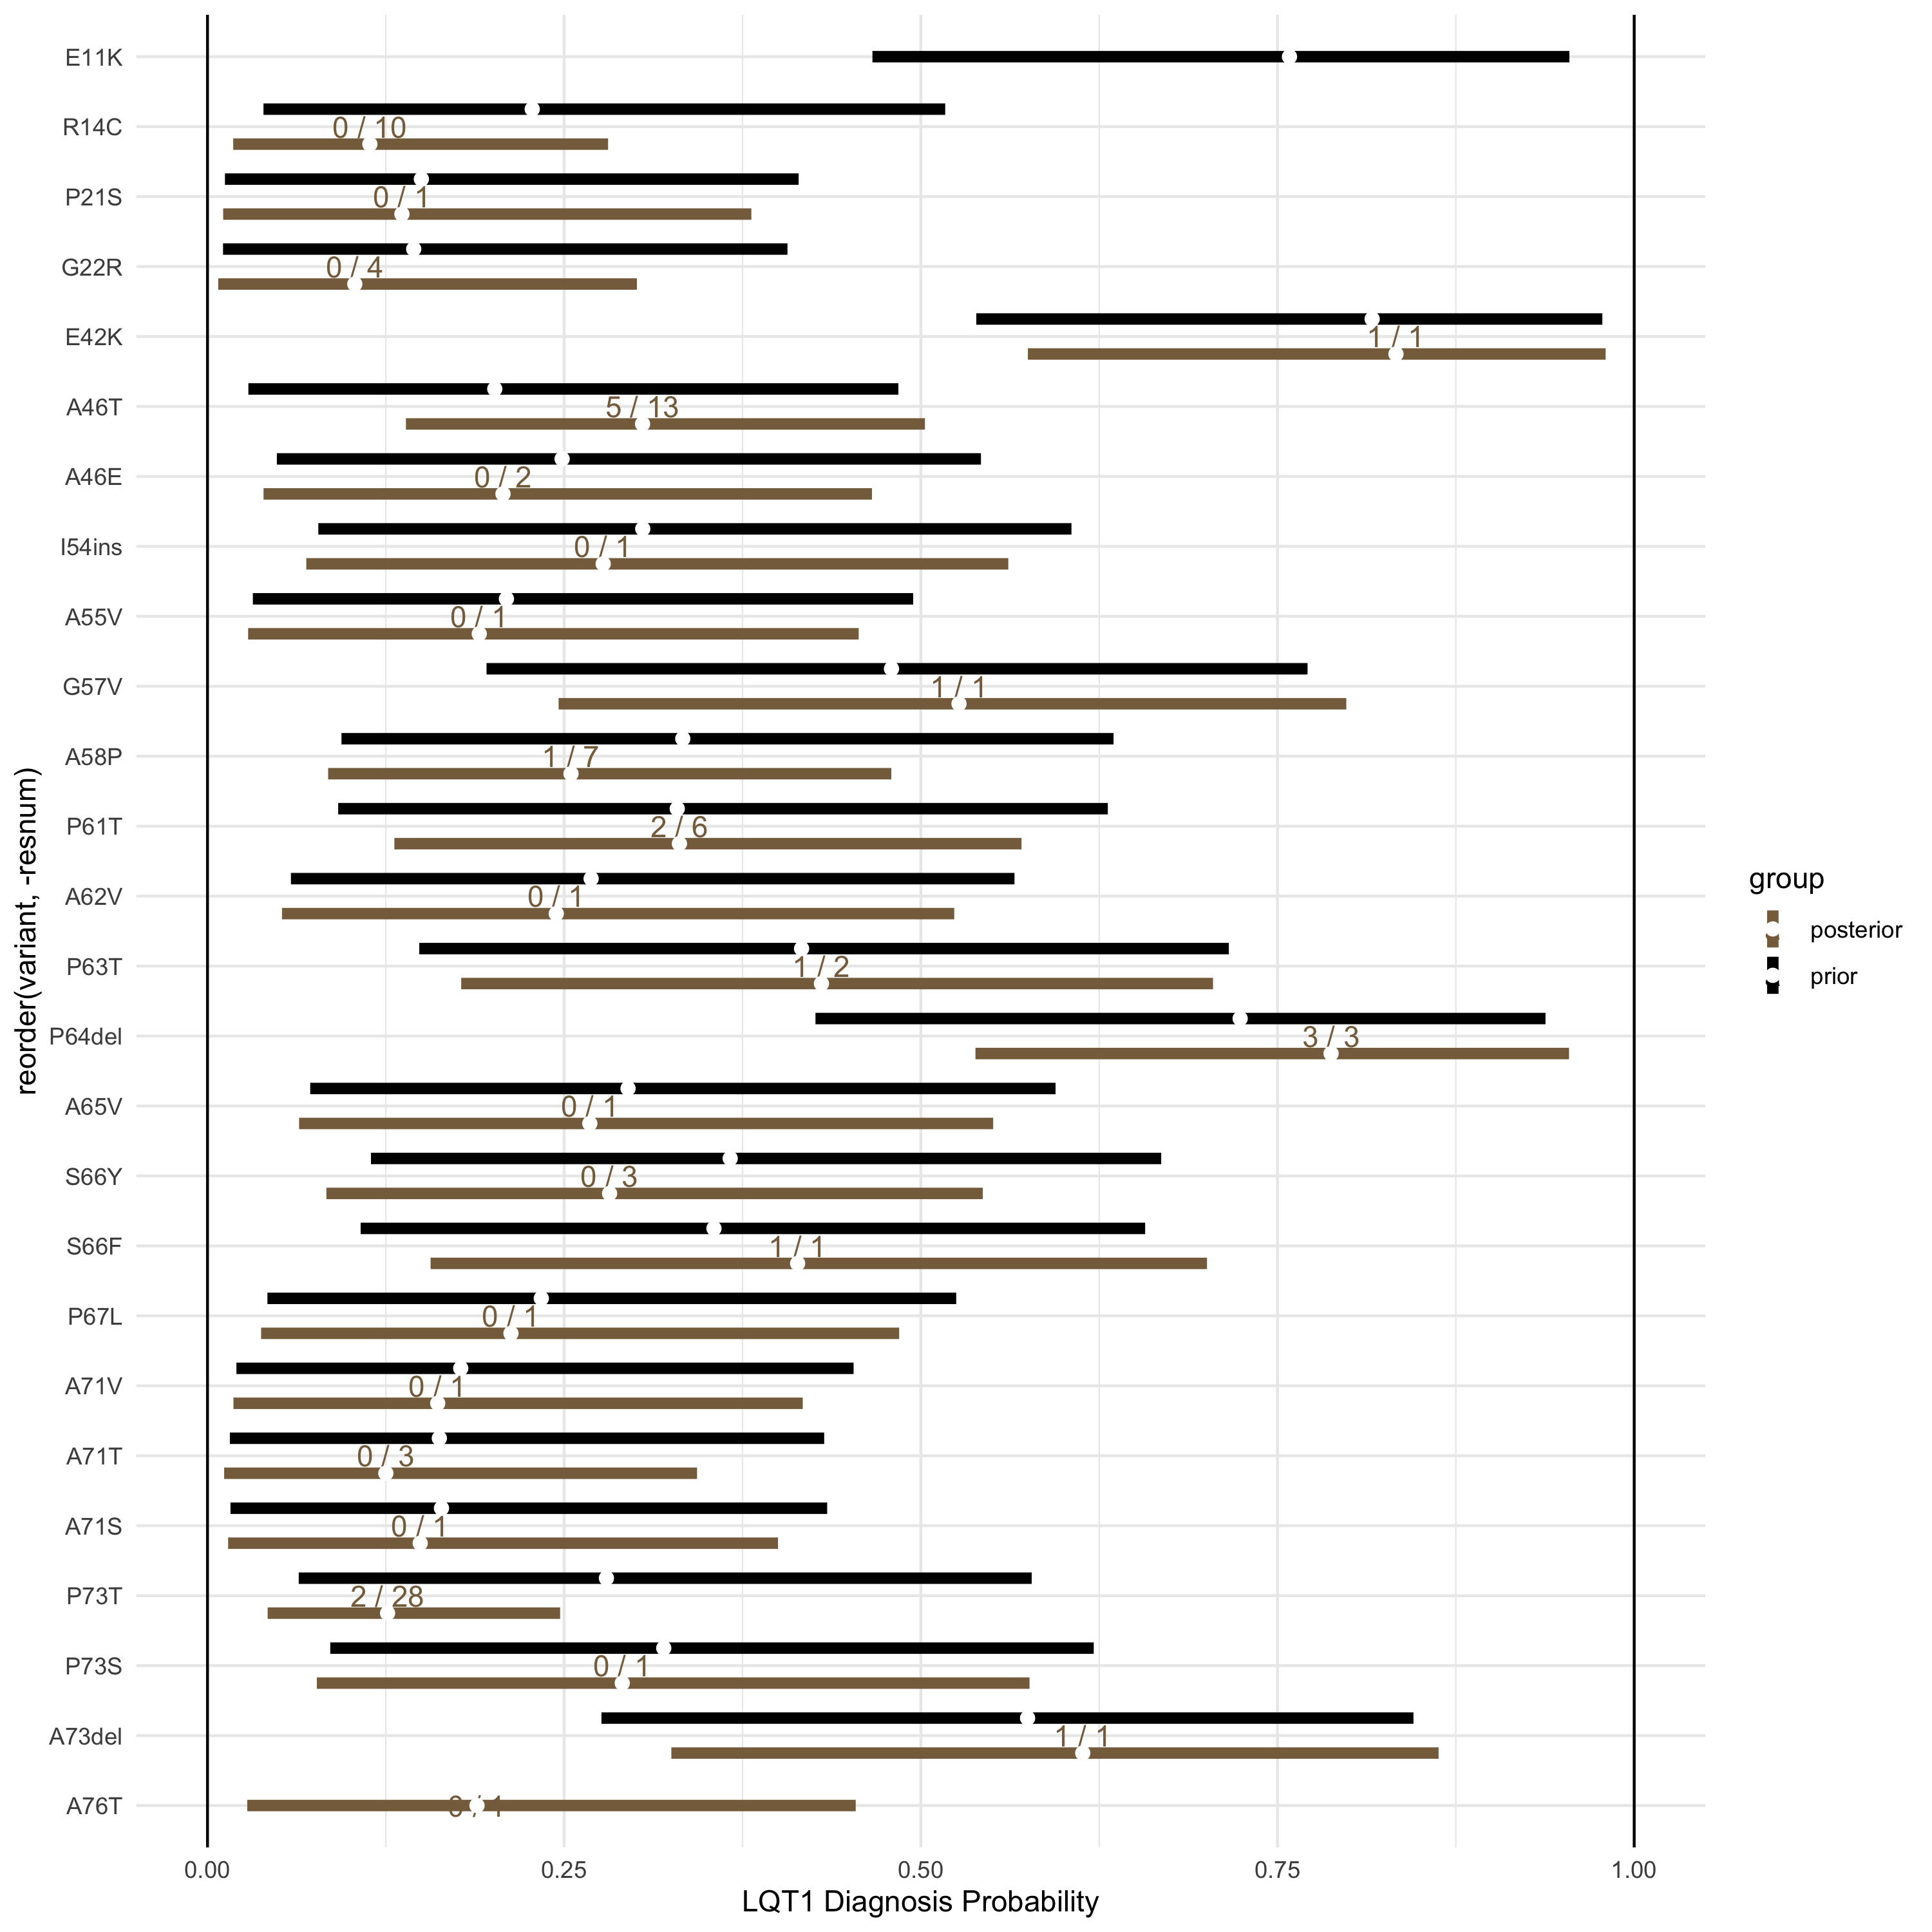 E11K
R14C
0 / 10
P21S
0 / 1
G22R
0 / 4
E42K
1 / 1
A46T
5 / 13
A46E
0 / 2
I54ins
0 / 1
A55V
0 / 1
G57V
1 / 1
A58P
1 / 7
P61T
2 / 6
A62V
0 / 1
P63T
1 / 2
P64del
3 / 3
A65V
0 / 1
S66Y
0 / 3
S66F
1 / 1
P67L
0 / 1
A71V
0 / 1
A71T
0 / 3
A71S
0 / 1
P73T
2 / 28
P73S
0 / 1
A73del
1 / 1
A76T
0 / 1
reorder(variant, -resnum)
0.00 0.25 0.50 0.75 1.00
LQT1 Diagnosis Probability
group
posterior
prior